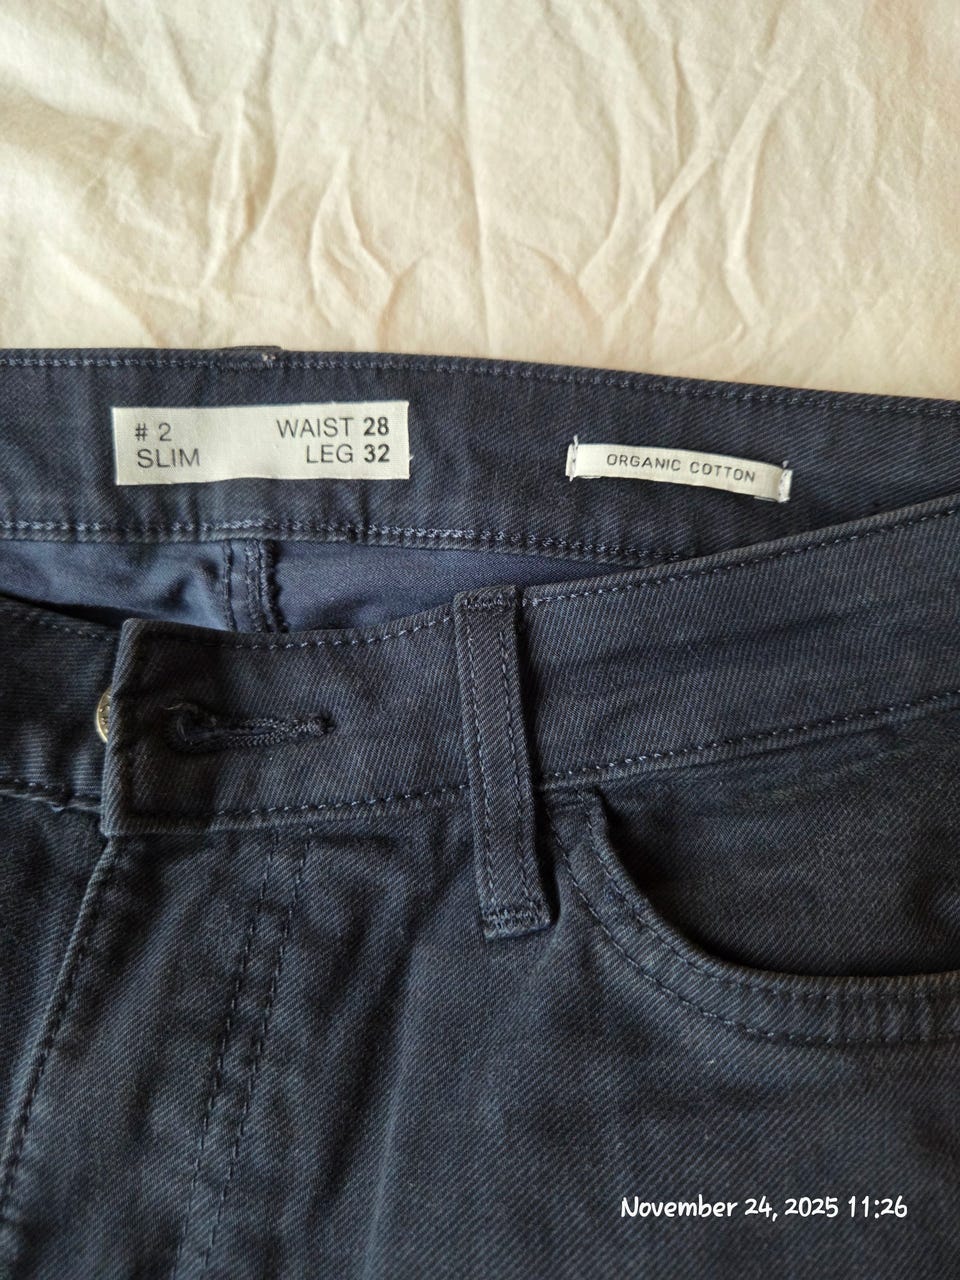 # 2 WAIST 28
SLIM LEG 32
ORGANIC COTTON
November 24, 2025 11:26